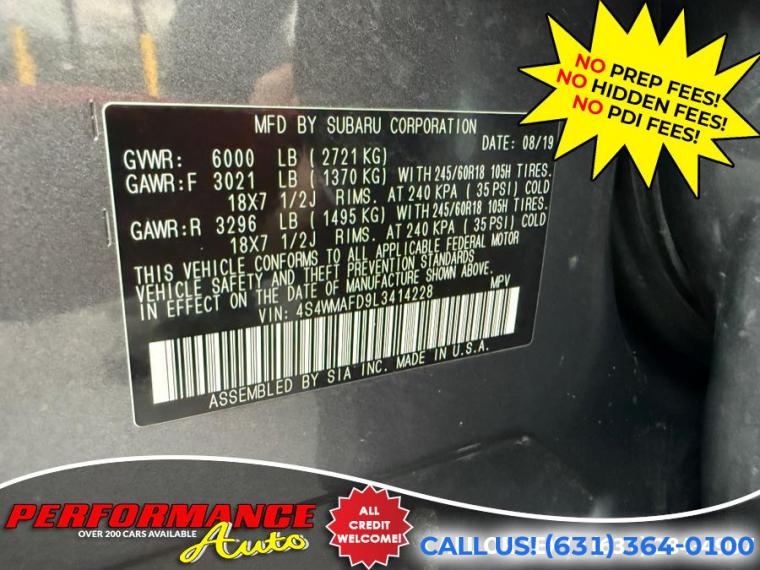 NO PREP FEES!
NO HIDDEN FEES!
NO PDI FEES!
MFD BY SUBARU CORPORATION
DATE: 08/19
GVWR: 6000 LB ( 2721 KG)
GAWR:F 3021 LB ( 1370 KG) WITH 245/60R18 105H TIRES.
18X7 1/2J RIMS. AT 240 KPA ( 35 PSI) COLD
GAWR:R 3296 LB ( 1495 KG) WITH 245/60R18 105H TIRES.
18X7 1/2J RIMS. AT 240 KPA ( 35 PSI) COLD
THIS VEHICLE CONFORMS TO ALL APPLICABLE FEDERAL MOTOR
VEHICLE SAFETY AND THEFT PREVENTION STANDARDS
IN EFFECT ON THE DATE OF MANUFACTURE SHOWN ABOVE.
VIN: 4S4WMAFD9L3414228 MPV
ASSEMBLED BY SIA INC. MADE IN U.S.A.
PERFORMANCE
OVER 200 CARS AVAILABLE
Auto
ALL
CREDIT
WELCOME!
CALL US! (631) 364-0100